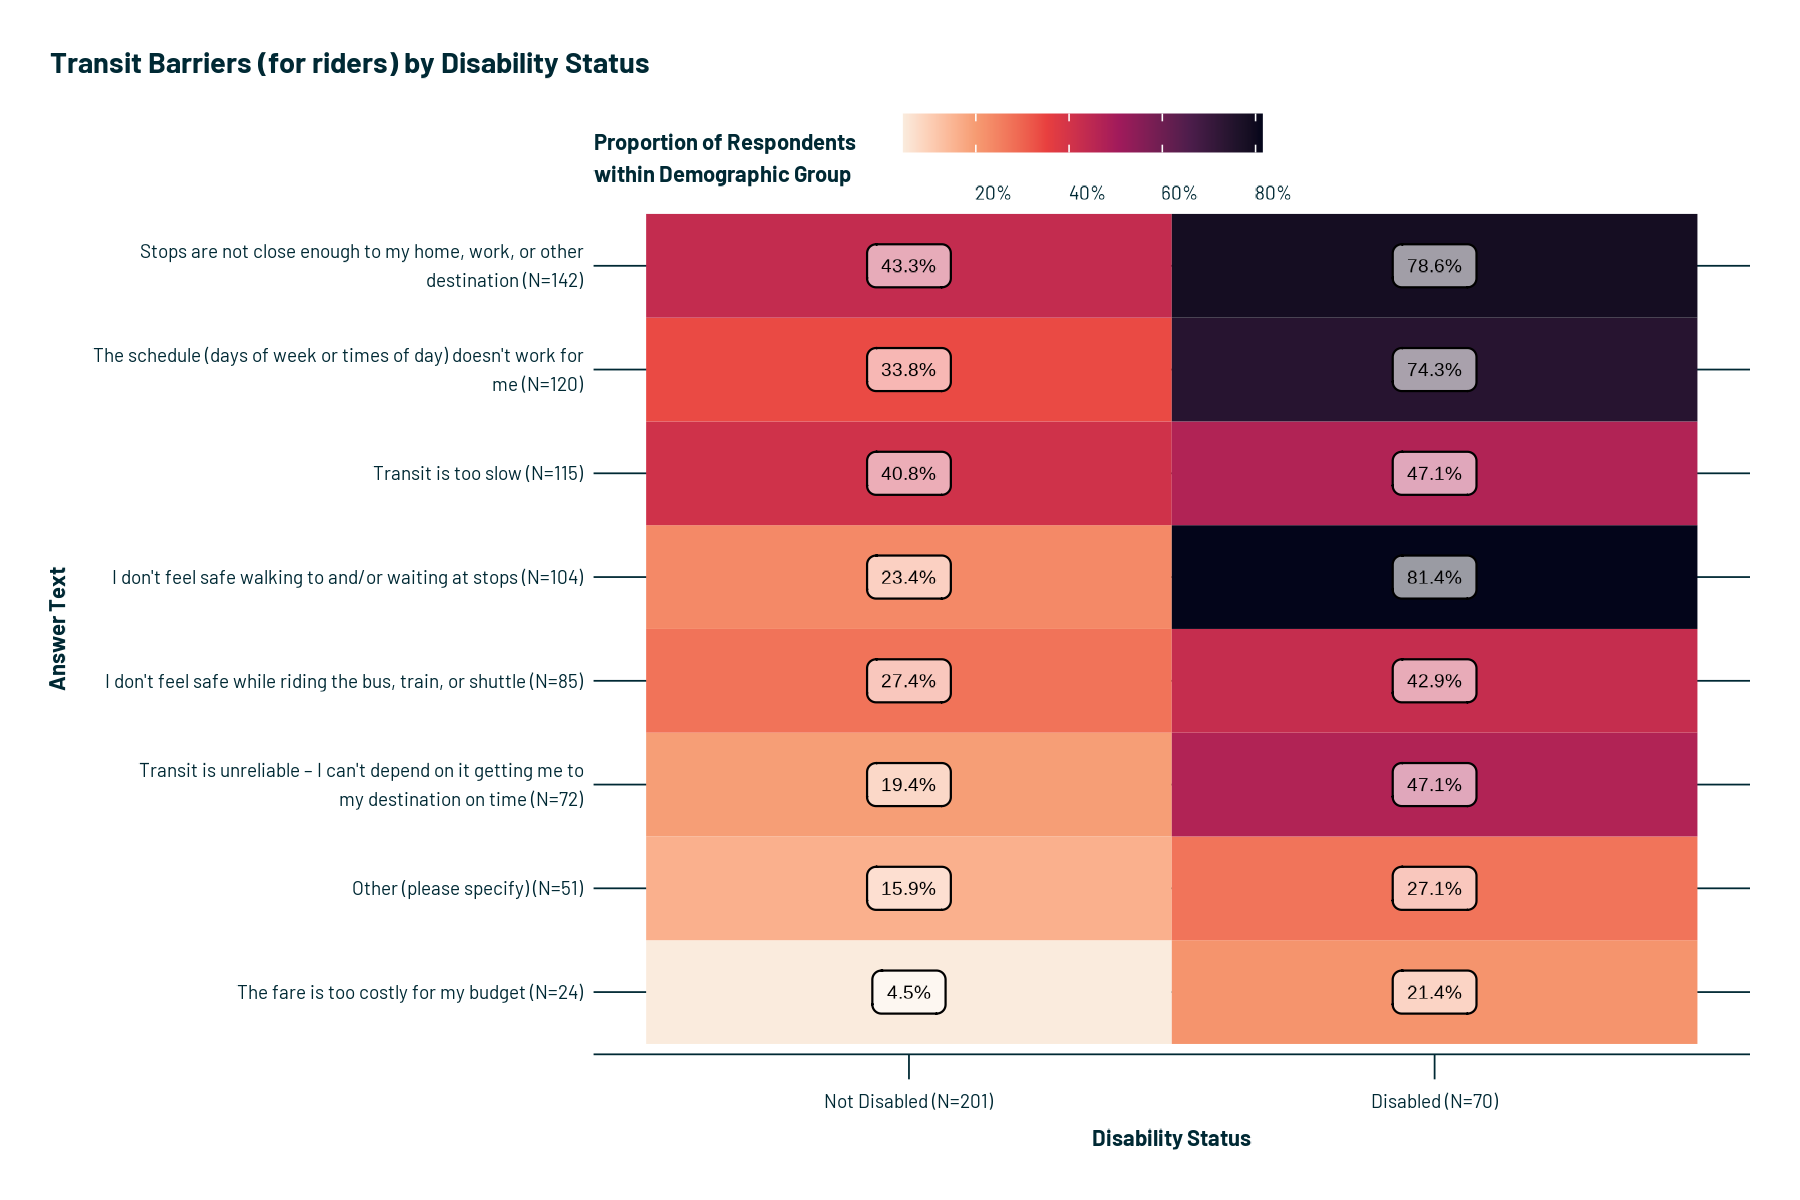 Transit Barriers (for riders) by Disability Status
Proportion of Respondents
within Demographic Group
20% 40% 60% 80%
Stops are not close enough to my home, work, or other
destination (N=142)
43.3% 78.6%
The schedule (days of week or times of day) doesn't work for
me (N=120)
33.8% 74.3%
Transit is too slow (N=115)
40.8% 47.1%
I don't feel safe walking to and/or waiting at stops (N=104)
23.4% 81.4%
I don't feel safe while riding the bus, train, or shuttle (N=85)
27.4% 42.9%
Transit is unreliable – I can't depend on it getting me to
my destination on time (N=72)
19.4% 47.1%
Other (please specify) (N=51)
15.9% 27.1%
The fare is too costly for my budget (N=24)
4.5% 21.4%
Answer Text
Not Disabled (N=201) Disabled (N=70)
Disability Status